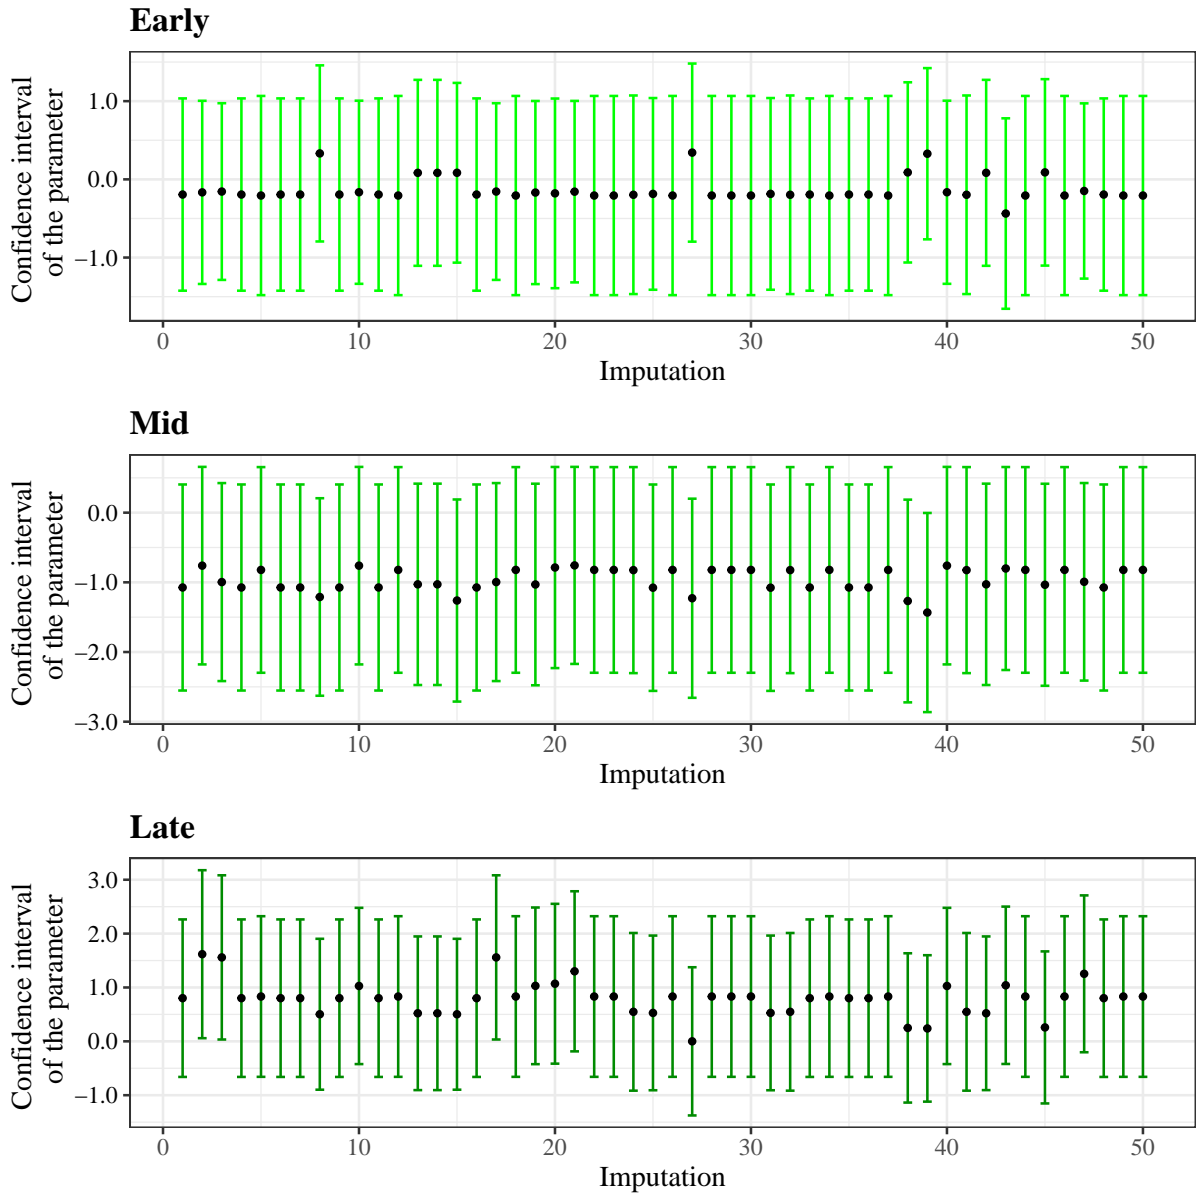 Early
Confidence interval
of the parameter
1.0
0.0
−1.0
0 10 20 30 40 50
Imputation
Mid
Confidence interval
of the parameter
0.0
−1.0
−2.0
−3.0
0 10 20 30 40 50
Imputation
Late
Confidence interval
of the parameter
3.0
2.0
1.0
0.0
−1.0
0 10 20 30 40 50
Imputation